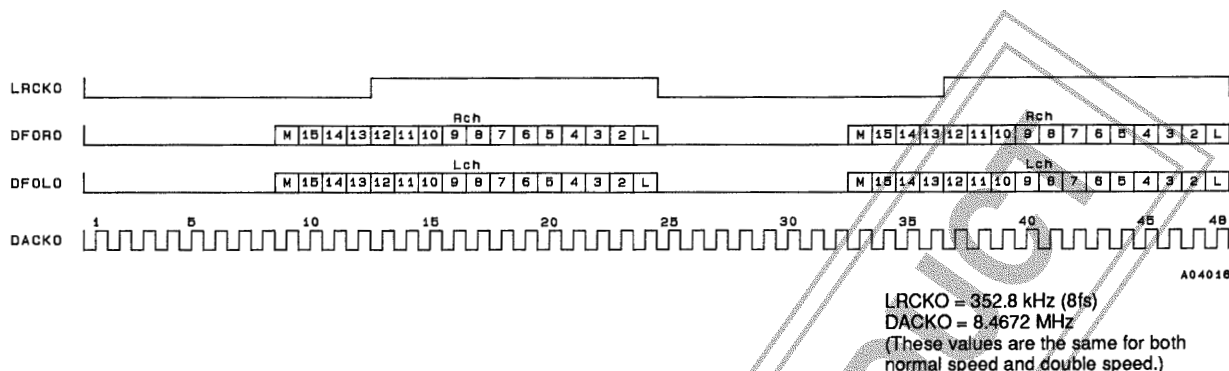 LRCKO
Rch Rch
DFORO M 15 14 13 12 11 10 9 8 7 6 5 4 3 2 L M 15 14 13 12 11 10 9 8 7 6 5 4 3 2 L
Lch Lch
DFOLO M 15 14 13 12 11 10 9 8 7 6 5 4 3 2 L M 15 14 13 12 11 10 9 8 7 6 5 4 3 2 L
1 5 10 15 20 25 30 35 40 45 48
DACKO
A04016
LRCKO = 352.8 kHz (8fs)
DACKO = 8.4672 MHz
(These values are the same for both
normal speed and double speed.)